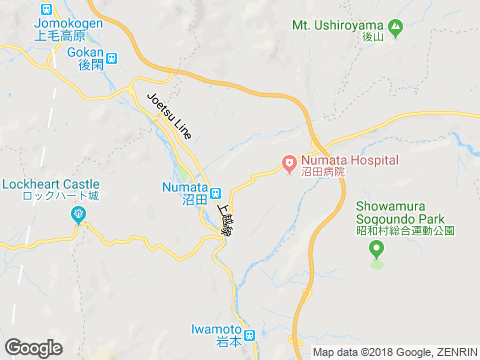 Jomokogen
上毛高原
Gokan
後閑
Mt. Ushiroyama
後山
Joetsu Line
Numata Hospital
沼田病院
Lockheart Castle
ロックハート城
Numata
沼田
上越線
Showamura
Sogoundo Park
昭和村総合運動公園
Iwamoto
岩本
Google
Map data ©2018 Google, ZENRIN